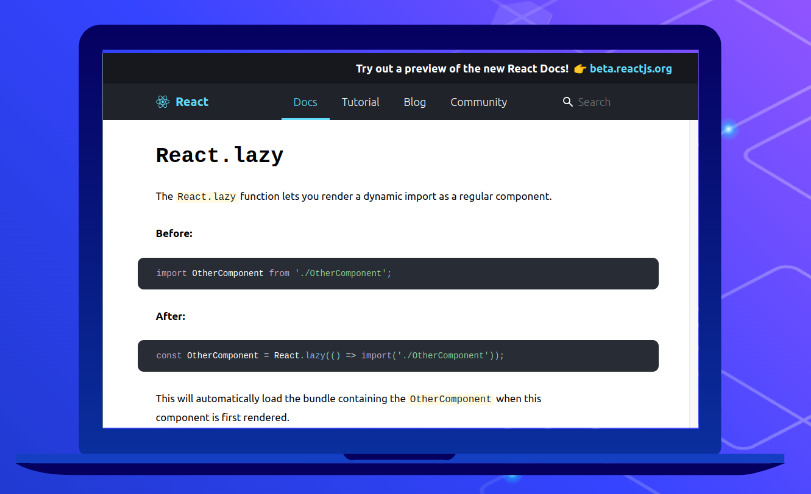 Try out a preview of the new React Docs! 👉 beta.reactjs.org
React Docs Tutorial Blog Community Search
React.lazy
The React.lazy function lets you render a dynamic import as a regular component.
Before:
import OtherComponent from './OtherComponent';
After:
const OtherComponent = React.lazy(() => import('./OtherComponent'));
This will automatically load the bundle containing the OtherComponent when this
component is first rendered.